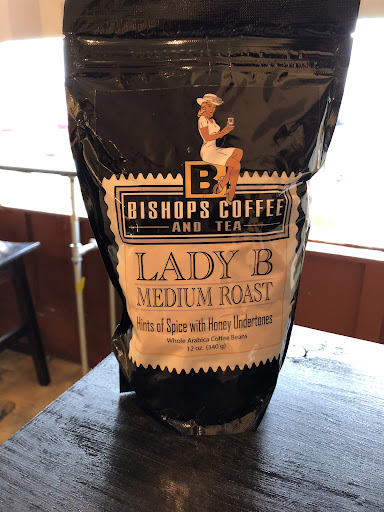 B
BISHOPS COFFEE
AND TEA
LADY B
MEDIUM ROAST
Hints of Spice with Honey Undertones
Whole Arabica Coffee Beans
12 oz. (340 g)